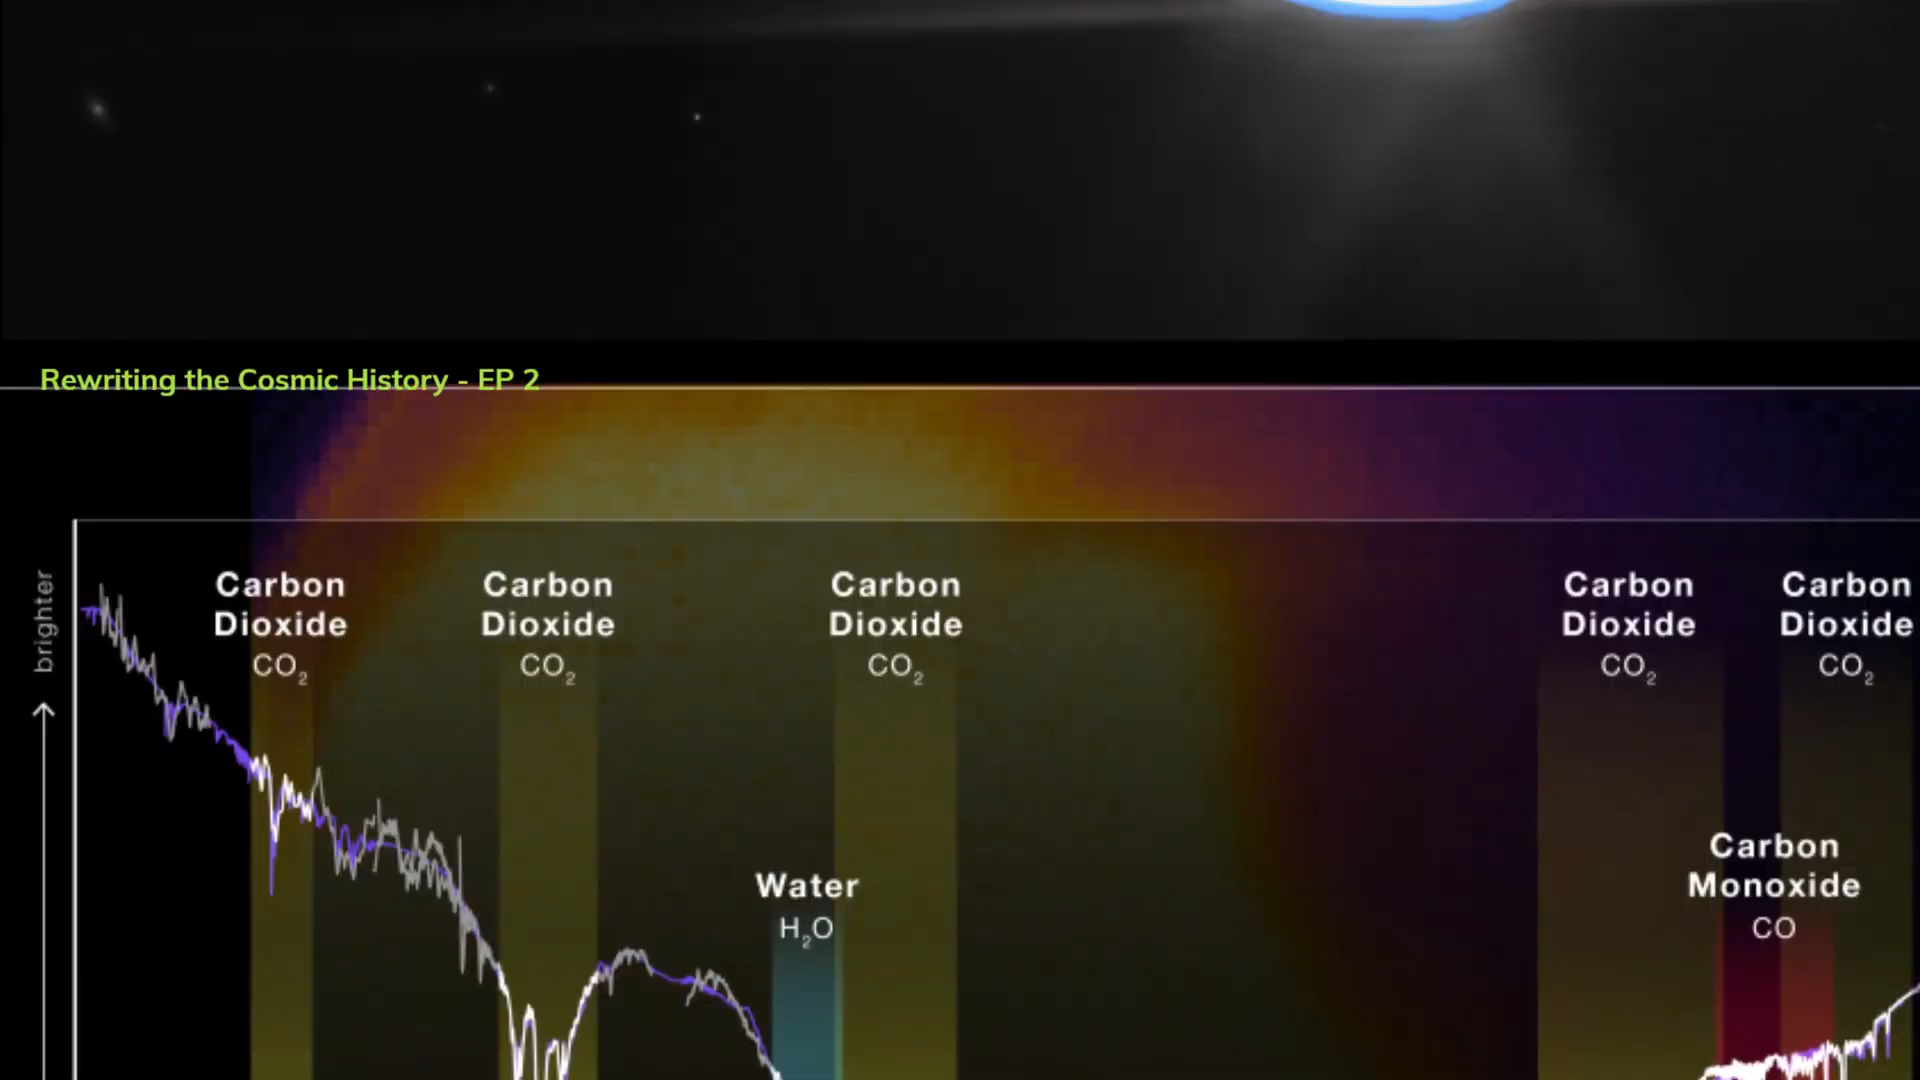 Rewriting the Cosmic History - EP 2
brighter
Carbon
Dioxide
CO₂
Carbon
Dioxide
CO₂
Carbon
Dioxide
CO₂
Carbon
Dioxide
CO₂
Carbon
Dioxide
CO₂
Water
H₂O
Carbon
Monoxide
CO